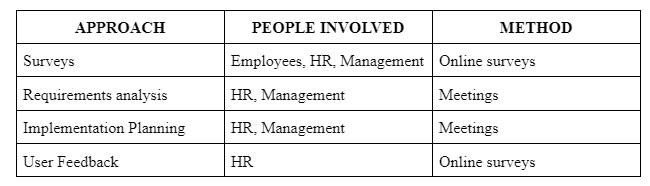 APPROACH PEOPLE INVOLVED METHOD
Surveys Employees, HR, Management Online surveys
Requirements analysis HR, Management Meetings
Implementation Planning HR, Management Meetings
User Feedback HR Online surveys